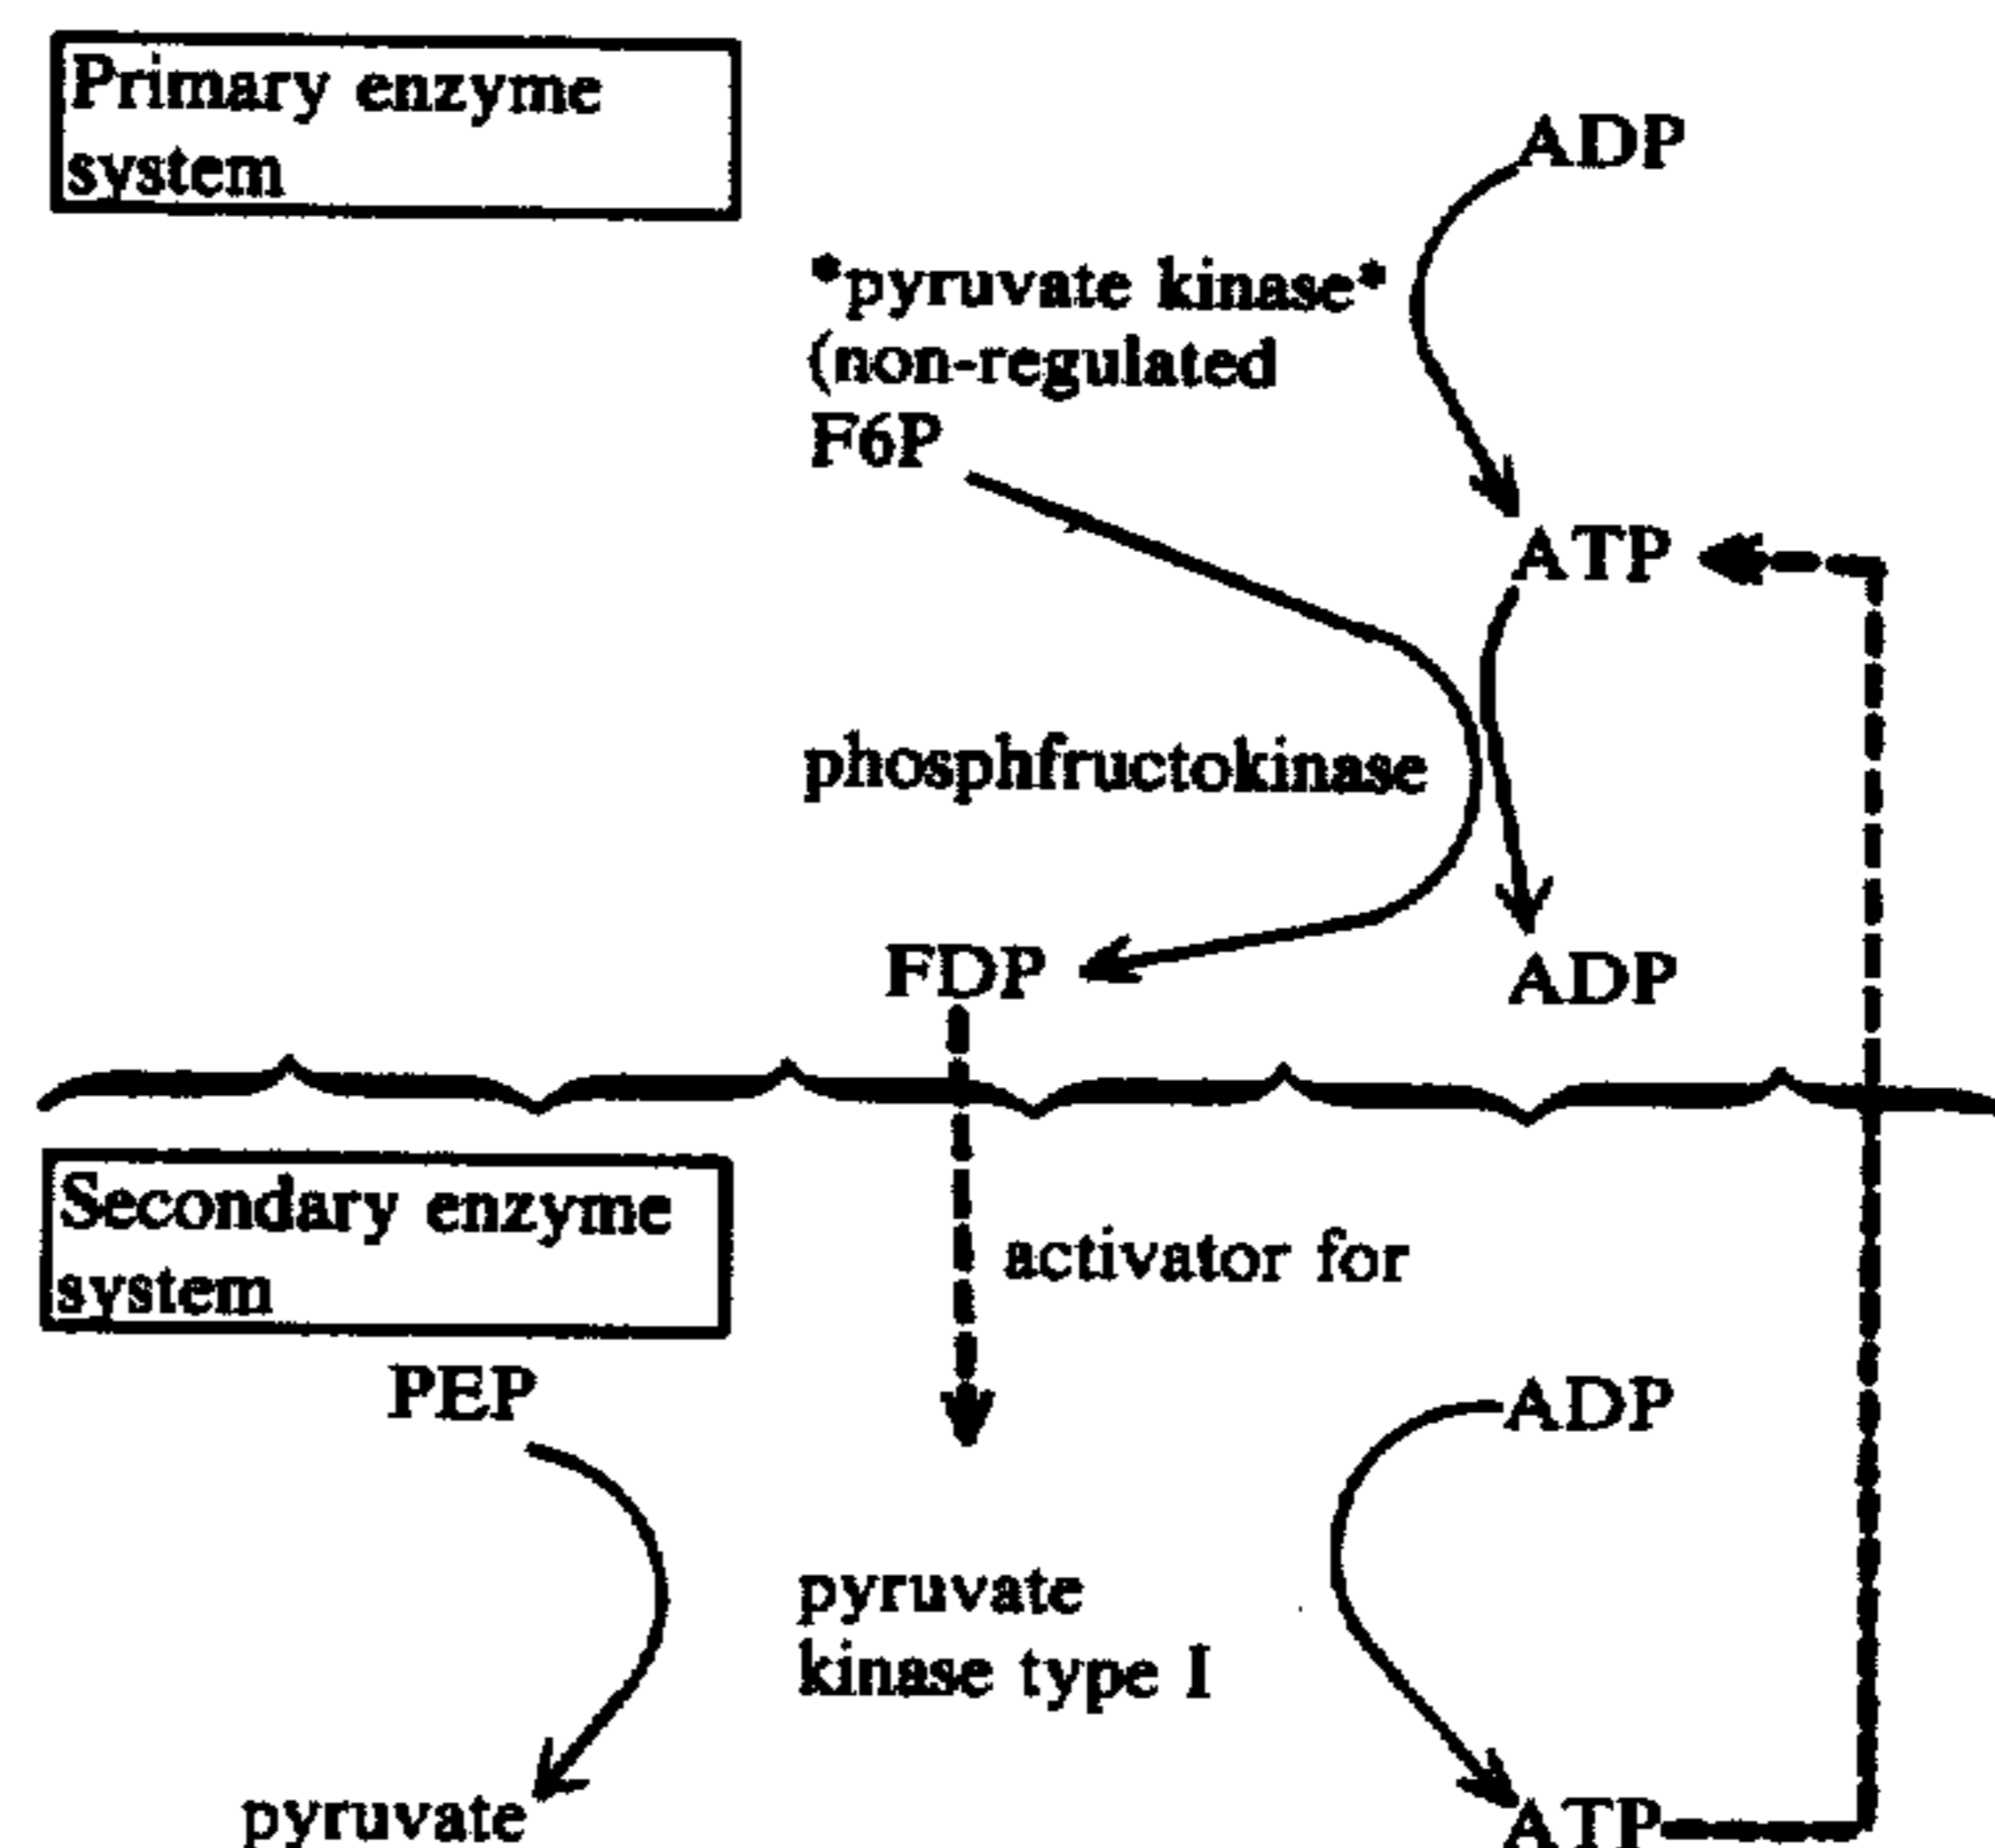 Primary enzyme
system
ADP
*pyruvate kinase*
(non-regulated
F6P
ATP
phosphfructokinase
FDP
ADP
Secondary enzyme
system
activator for
PEP
ADP
pyruvate
kinase type I
pyruvate
ATP